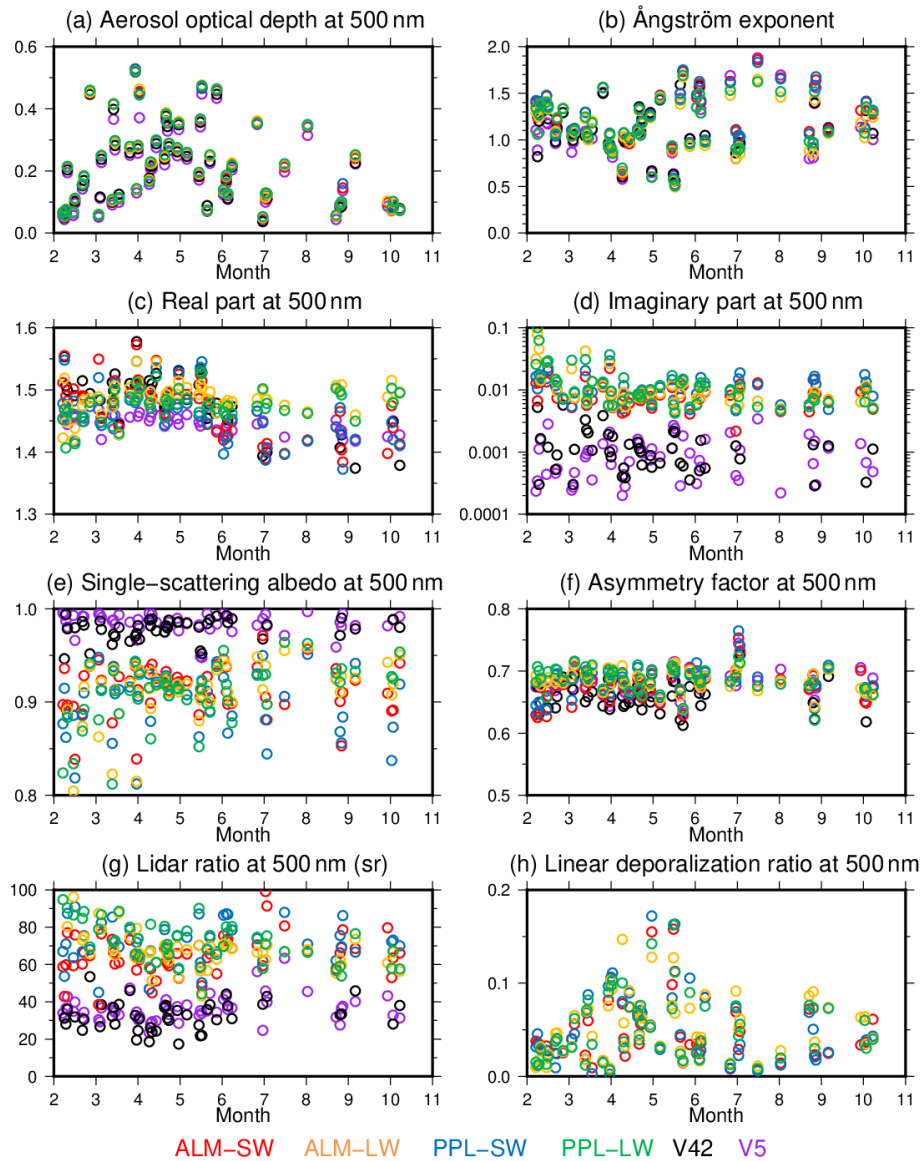 (a) Aerosol optical depth at 500 nm
(b) Ångström exponent
0.6
0.4
0.2
0.0
2 3 4 5 6 7 8 9 10 11
Month
2.0
1.5
1.0
0.5
0.0
2 3 4 5 6 7 8 9 10 11
Month
(c) Real part at 500 nm
(d) Imaginary part at 500 nm
1.6
1.5
1.4
1.3
2 3 4 5 6 7 8 9 10 11
Month
0.1
0.01
0.001
0.0001
2 3 4 5 6 7 8 9 10 11
Month
(e) Single−scattering albedo at 500 nm
(f) Asymmetry factor at 500 nm
1.0
0.9
0.8
2 3 4 5 6 7 8 9 10 11
Month
0.8
0.7
0.6
0.5
2 3 4 5 6 7 8 9 10 11
Month
(g) Lidar ratio at 500 nm (sr)
(h) Linear deporalization ratio at 500 nm
100
80
60
40
20
0
2 3 4 5 6 7 8 9 10 11
Month
0.2
0.1
0.0
2 3 4 5 6 7 8 9 10 11
Month
ALM−SW ALM−LW PPL−SW PPL−LW V42 V5